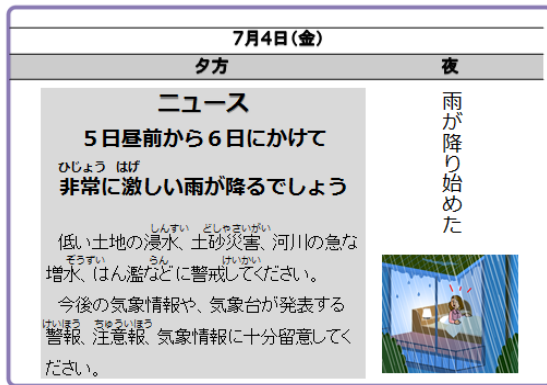 7月4日(金)
夕方
夜
ニュース
5日昼前から6日にかけて
ひじょう はげ
非常に激しい雨が降るでしょう
しんすい どしゃさいがい
低い土地の浸水、土砂災害、河川の急な
ぞうすい らん けいかい
増水、はん濫などに警戒してください。
今後の気象情報や、気象台が発表する
けいほう ちゅういほう
警報、注意報、気象情報に十分留意してく
ださい。
雨が降り始めた